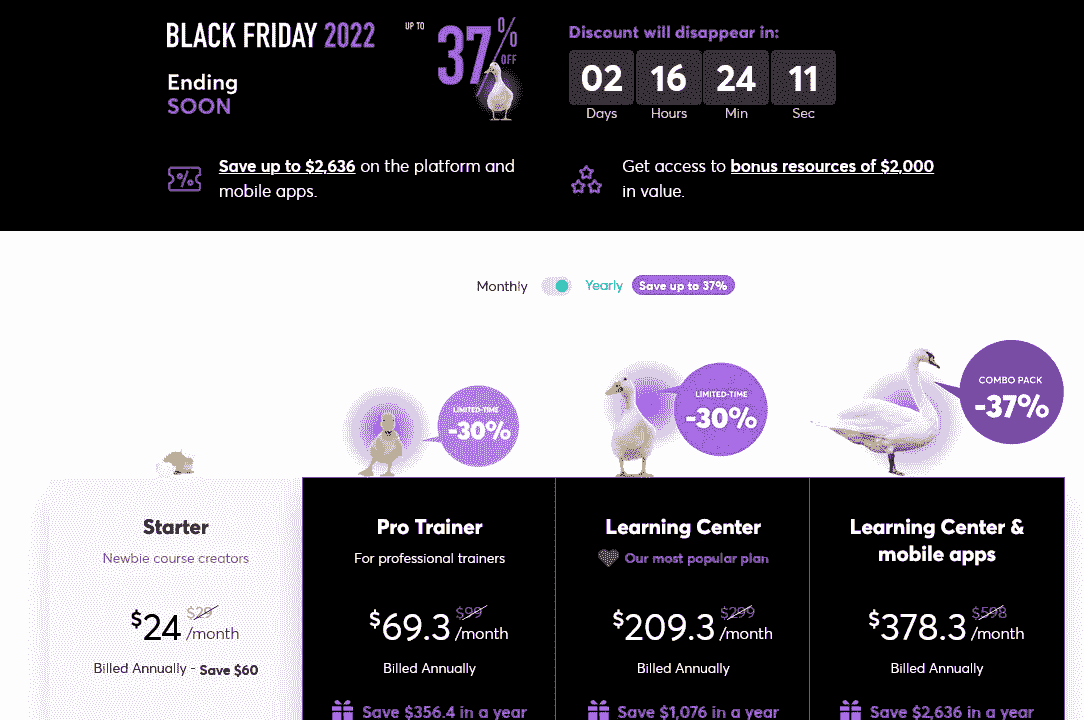 BLACK FRIDAY 2022
UP TO
37%
OFF
Ending
SOON
Discount will disappear in:
02 16 24 11
Days Hours Min Sec
Save up to $2,636 on the platform and
mobile apps.
Get access to bonus resources of $2,000
in value.
Monthly Yearly Save up to 37%
LIMITED-TIME
-30%
LIMITED-TIME
-30%
COMBO PACK
-37%
Starter
Newbie course creators
$29
$24/month
Billed Annually - Save $60
Pro Trainer
For professional trainers
$99
$69.3/month
Billed Annually
Save $356.4 in a year
Learning Center
Our most popular plan
$299
$209.3/month
Billed Annually
Save $1,076 in a year
Learning Center &
mobile apps
$598
$378.3/month
Billed Annually
Save $2,636 in a year